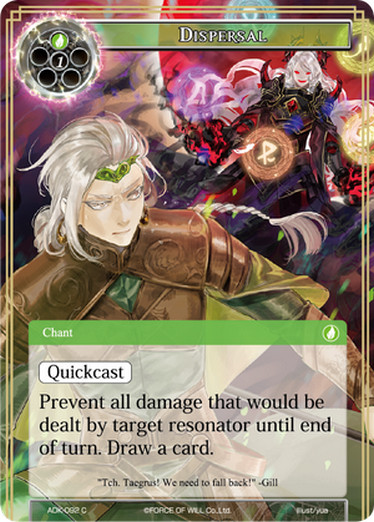 Dispersal
1
Chant
Quickcast
Prevent all damage that would be
dealt by target resonator until end
of turn. Draw a card.
"Tch. Taegrus! We need to fall back!" -Gill
ADK-092 C ©FORCE OF WILL Co.,Ltd. Illust/yua